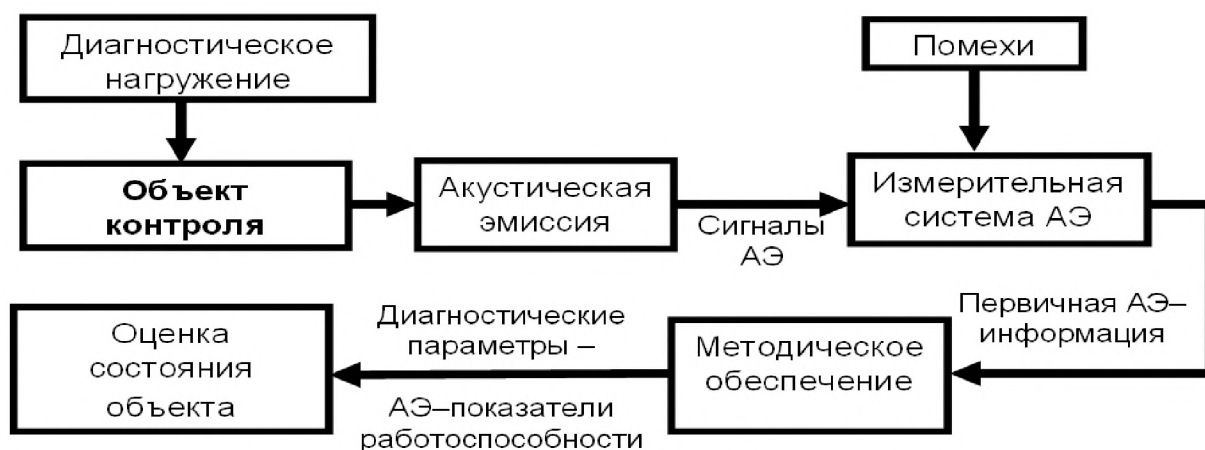 Диагностическое
нагружение
Помехи
Объект
контроля
Акустическая
эмиссия
Сигналы
АЭ
Измерительная
система АЭ
Первичная АЭ–
информация
Методическое
обеспечение
Диагностические
параметры –
АЭ–показатели
работоспособности
Оценка
состояния
объекта